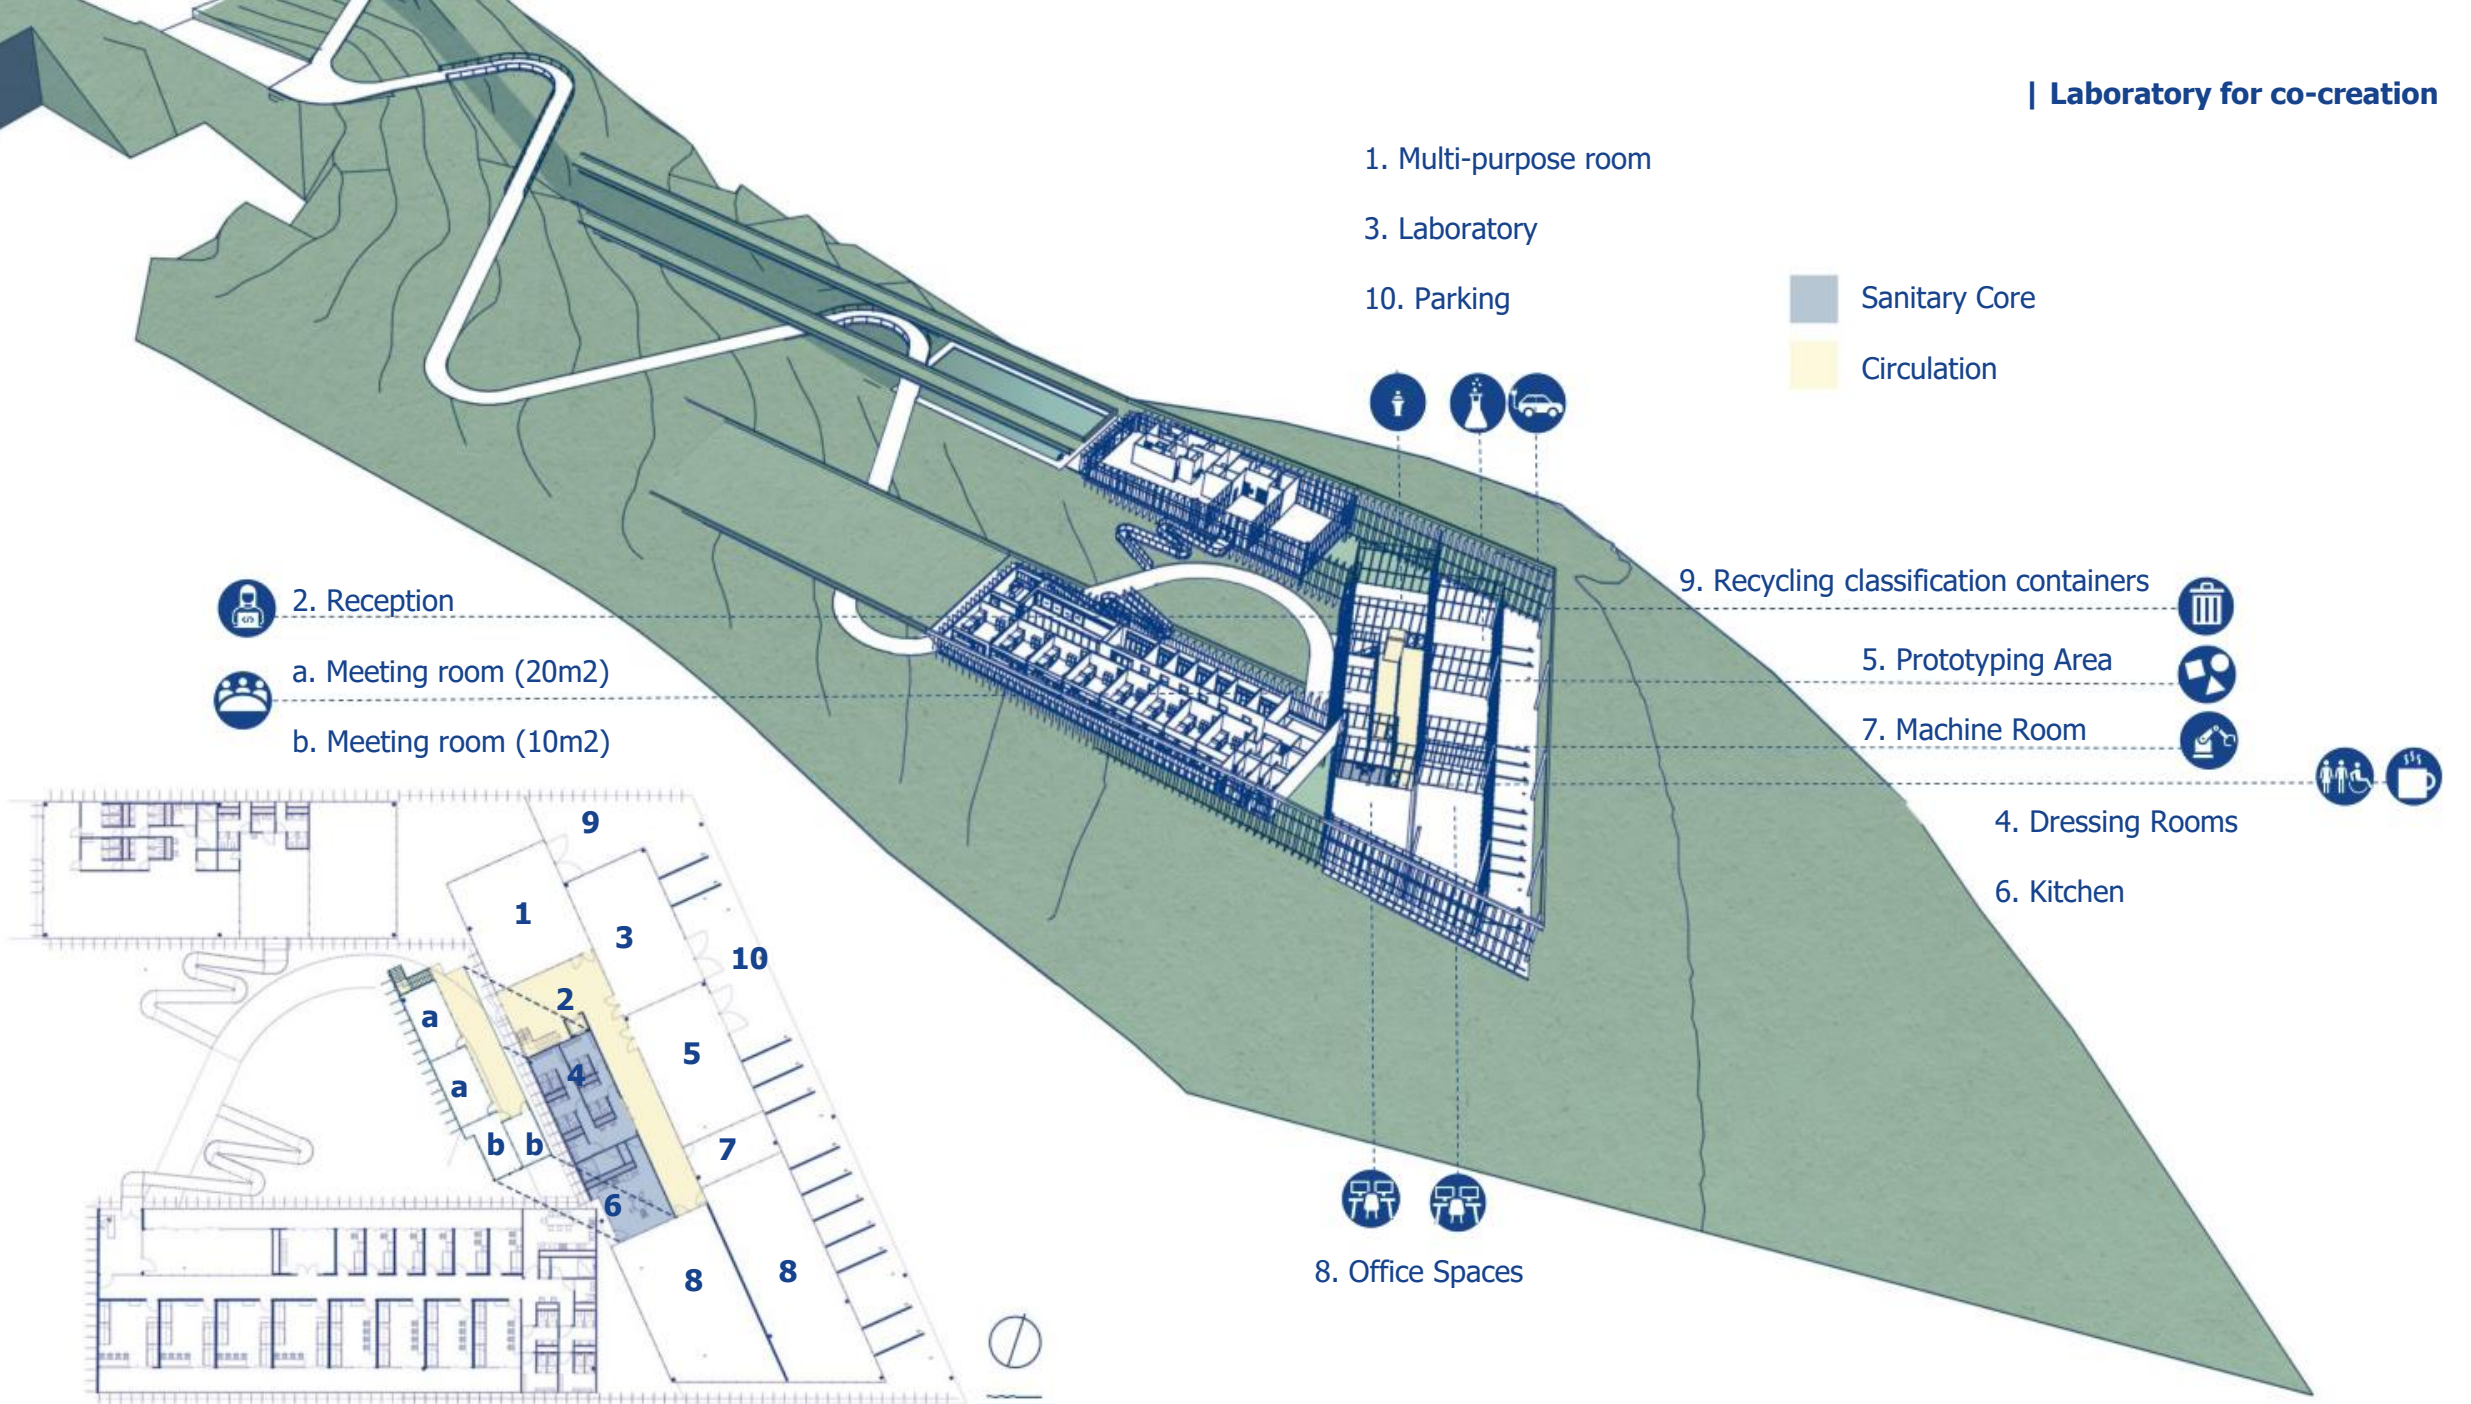 | Laboratory for co-creation
1. Multi-purpose room
3. Laboratory
10. Parking
Sanitary Core
Circulation
2. Reception
a. Meeting room (20m2)
b. Meeting room (10m2)
9. Recycling classification containers
5. Prototyping Area
7. Machine Room
4. Dressing Rooms
6. Kitchen
8. Office Spaces
9
1
3
10
2
a
5
4
a
b b
7
6
8
8